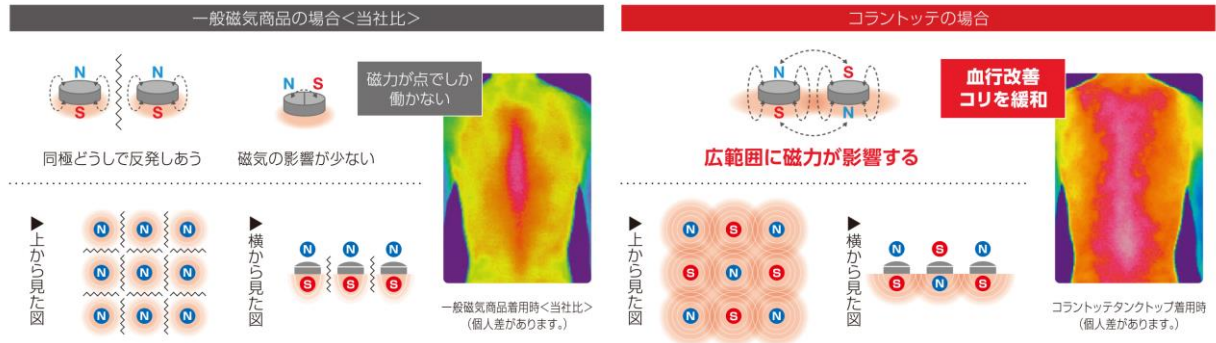 一般磁気商品の場合<当社比>
N N
S S
同極どうしで反発しあう
N S
磁気の影響が少ない
磁力が点でしか
働かない
▶上から見た図
N N N
N N N
N N N
▶横から見た図
N N N
S S S
一般磁気商品着用時<当社比>
(個人差があります。)
コラントッテの場合
N S
S N
広範囲に磁力が影響する
血行改善
コリを緩和
▶上から見た図
N S N
S N S
N S N
▶横から見た図
N S N
S N S
コラントッテタンクトップ着用時
(個人差があります。)